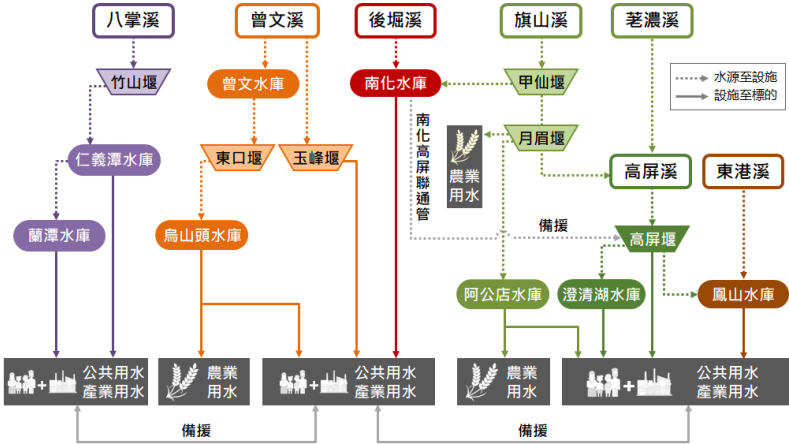 八掌溪
曾文溪
後堀溪
旗山溪
荖濃溪
水源至設施
設施至標的
竹山堰
曾文水庫
南化水庫
甲仙堰
月眉堰
南化高屏聯通管
農業
用水
仁義潭水庫
東口堰
玉峰堰
高屏溪
東港溪
蘭潭水庫
烏山頭水庫
備援
高屏堰
阿公店水庫
澄清湖水庫
鳳山水庫
+
公共用水
產業用水
農業
用水
+
公共用水
產業用水
農業
用水
+
公共用水
產業用水
備援
備援